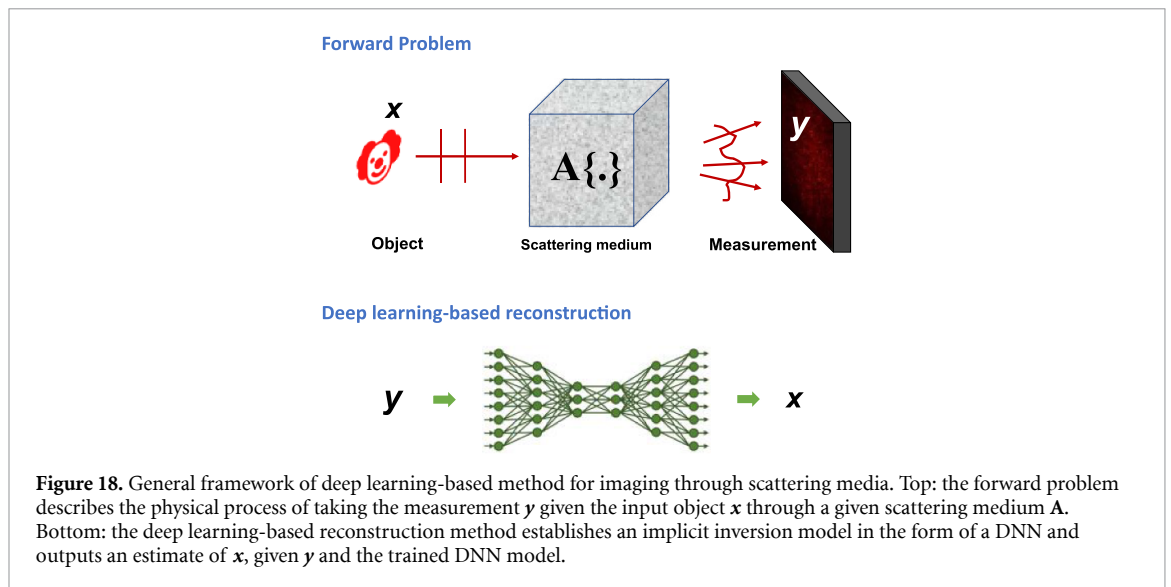 Forward Problem
x
A{.}
y
Object
Scattering medium
Measurement
Deep learning-based reconstruction
y
x
Figure 18. General framework of deep learning-based method for imaging through scattering media. Top: the forward problem
describes the physical process of taking the measurement y given the input object x through a given scattering medium A.
Bottom: the deep learning-based reconstruction method establishes an implicit inversion model in the form of a DNN and
outputs an estimate of x, given y and the trained DNN model.